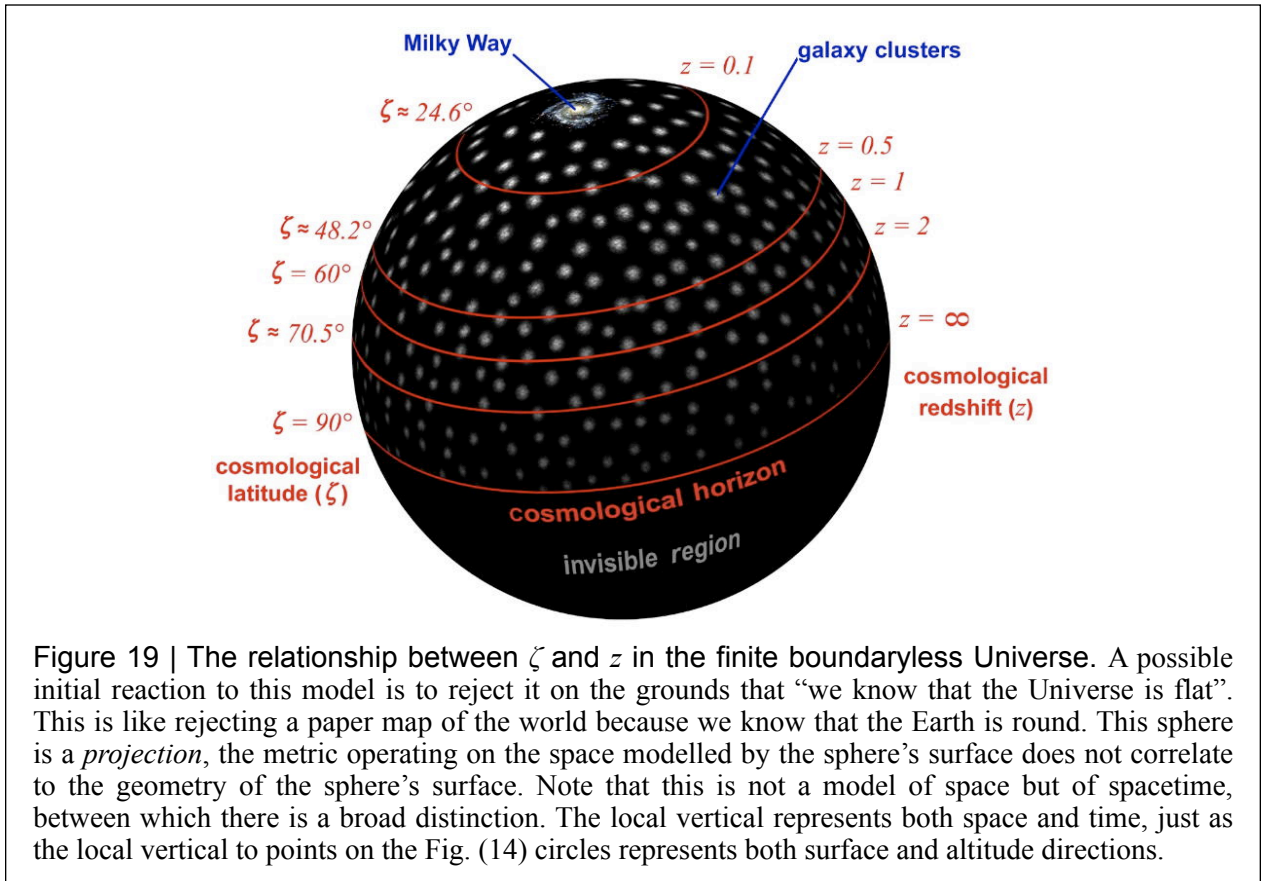 Milky Way
galaxy clusters
z = 0.1
ζ ≈ 24.6°
z = 0.5
z = 1
ζ ≈ 48.2°
z = 2
ζ = 60°
z = ∞
ζ ≈ 70.5°
cosmological
redshift (z)
ζ = 90°
cosmological
latitude (ζ)
cosmological horizon
invisible region
Figure 19 | The relationship between ζ and z in the finite boundaryless Universe. A possible
initial reaction to this model is to reject it on the grounds that “we know that the Universe is flat”.
This is like rejecting a paper map of the world because we know that the Earth is round. This sphere
is a projection, the metric operating on the space modelled by the sphere’s surface does not correlate
to the geometry of the sphere’s surface. Note that this is not a model of space but of spacetime,
between which there is a broad distinction. The local vertical represents both space and time, just as
the local vertical to points on the Fig. (14) circles represents both surface and altitude directions.